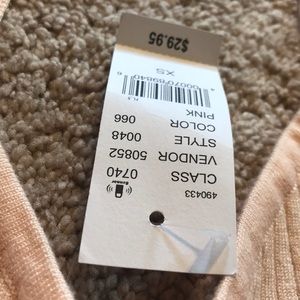 490433
CLASS 0740
VENDOR 50852
STYLE 0048
COLOR 066
PINK
XS
$29.95